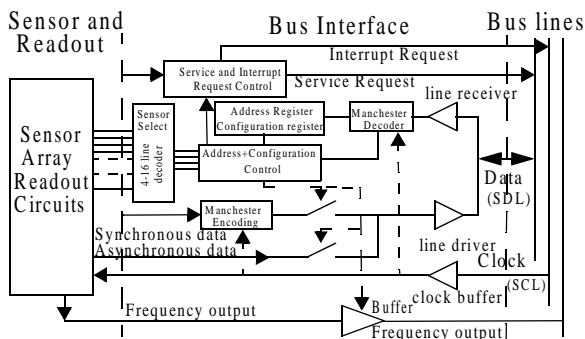 Sensor and
Readout
Bus Interface
Bus lines
Interrupt Request
Service and Interrupt
Request Control
Service Request
line receiver
Sensor
Select
4-16 line
decoder
Address Register
Configuration register
Manchester
Decoder
Sensor
Array
Readout
Circuits
Address+Configuration
Control
Data
(SDL)
Manchester
Encoding
Synchronous data
Asynchronous data
line driver
Clock
(SCL)
clock buffer
Frequency output
Buffer
Frequency output